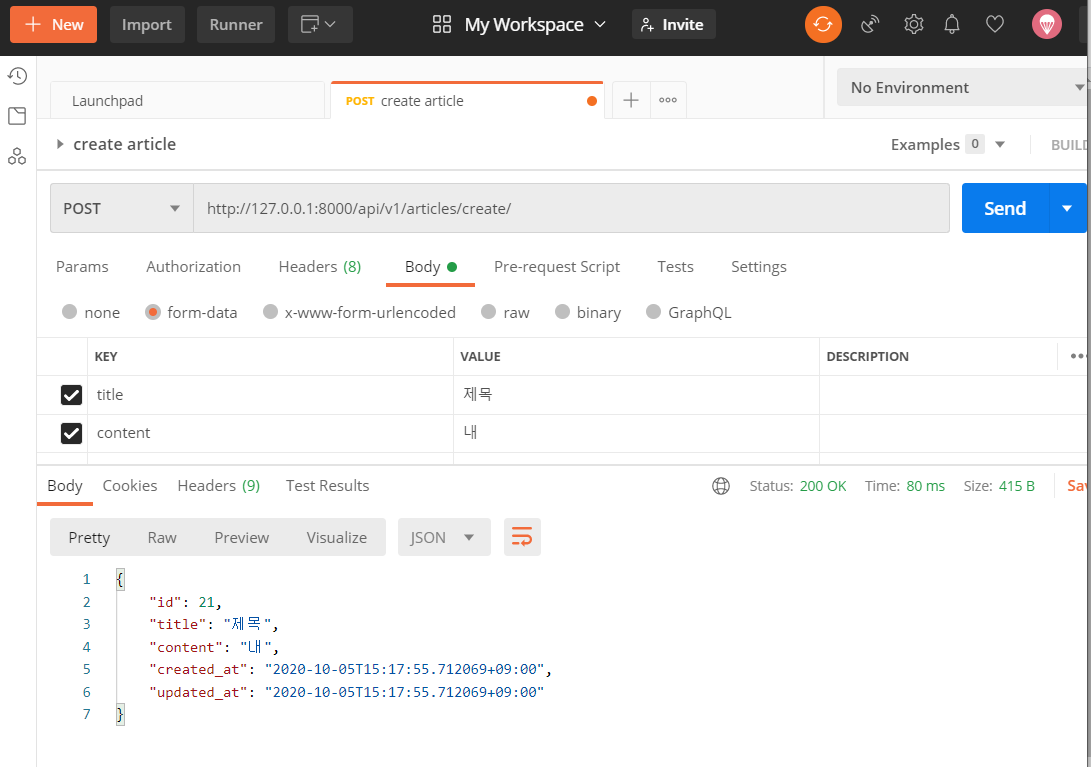 New Import Runner My Workspace Invite
Launchpad POST create article No Environment
create article Examples 0 BUILD
POST http://127.0.0.1:8000/api/v1/articles/create/ Send
Params Authorization Headers (8) Body Pre-request Script Tests Settings
none form-data x-www-form-urlencoded raw binary GraphQL
KEY VALUE DESCRIPTION
title 제목
content 내
Body Cookies Headers (9) Test Results Status: 200 OK Time: 80 ms Size: 415 B Sav
Pretty Raw Preview Visualize JSON
1 {
2 "id": 21,
3 "title": "제목",
4 "content": "내",
5 "created_at": "2020-10-05T15:17:55.712069+09:00",
6 "updated_at": "2020-10-05T15:17:55.712069+09:00"
7 }